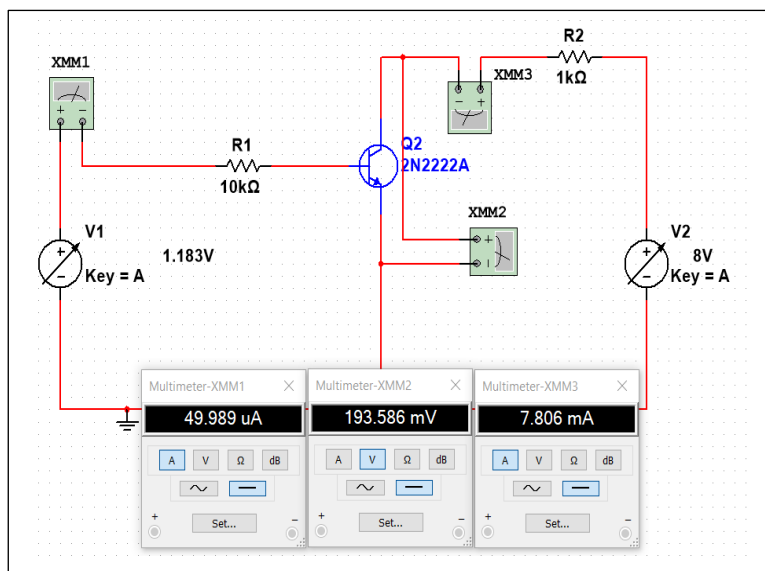 XMM1
+ -
R1
10kΩ
V1
+
-
Key = A
1.183V
Q2
2N2222A
XMM3
- +
R2
1kΩ
XMM2
+
-
V2
+
-
8V
Key = A
Multimeter-XMM1
49.989 uA
A V Ω dB
+ Set... -
Multimeter-XMM2
193.586 mV
A V Ω dB
+ Set... -
Multimeter-XMM3
7.806 mA
A V Ω dB
+ Set... -